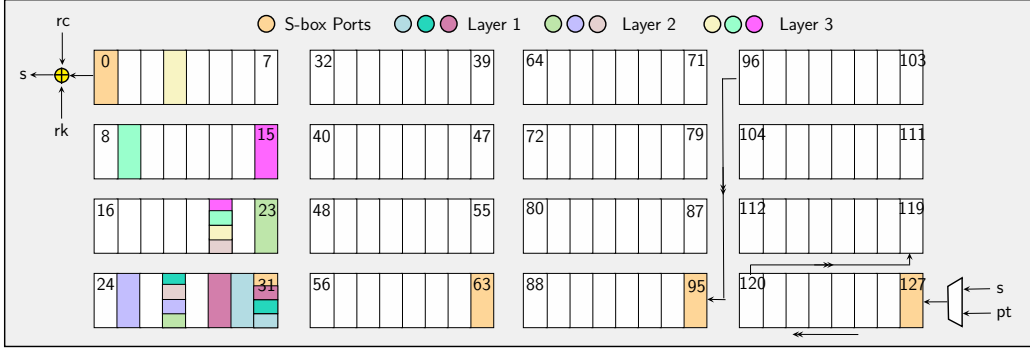 rc
S-box Ports Layer 1 Layer 2 Layer 3
0 7 32 39 64 71 96 103
s
rk
8 15 40 47 72 79 104 111
16 23 48 55 80 87 112 119
24 31 56 63 88 95 120 127
s
pt